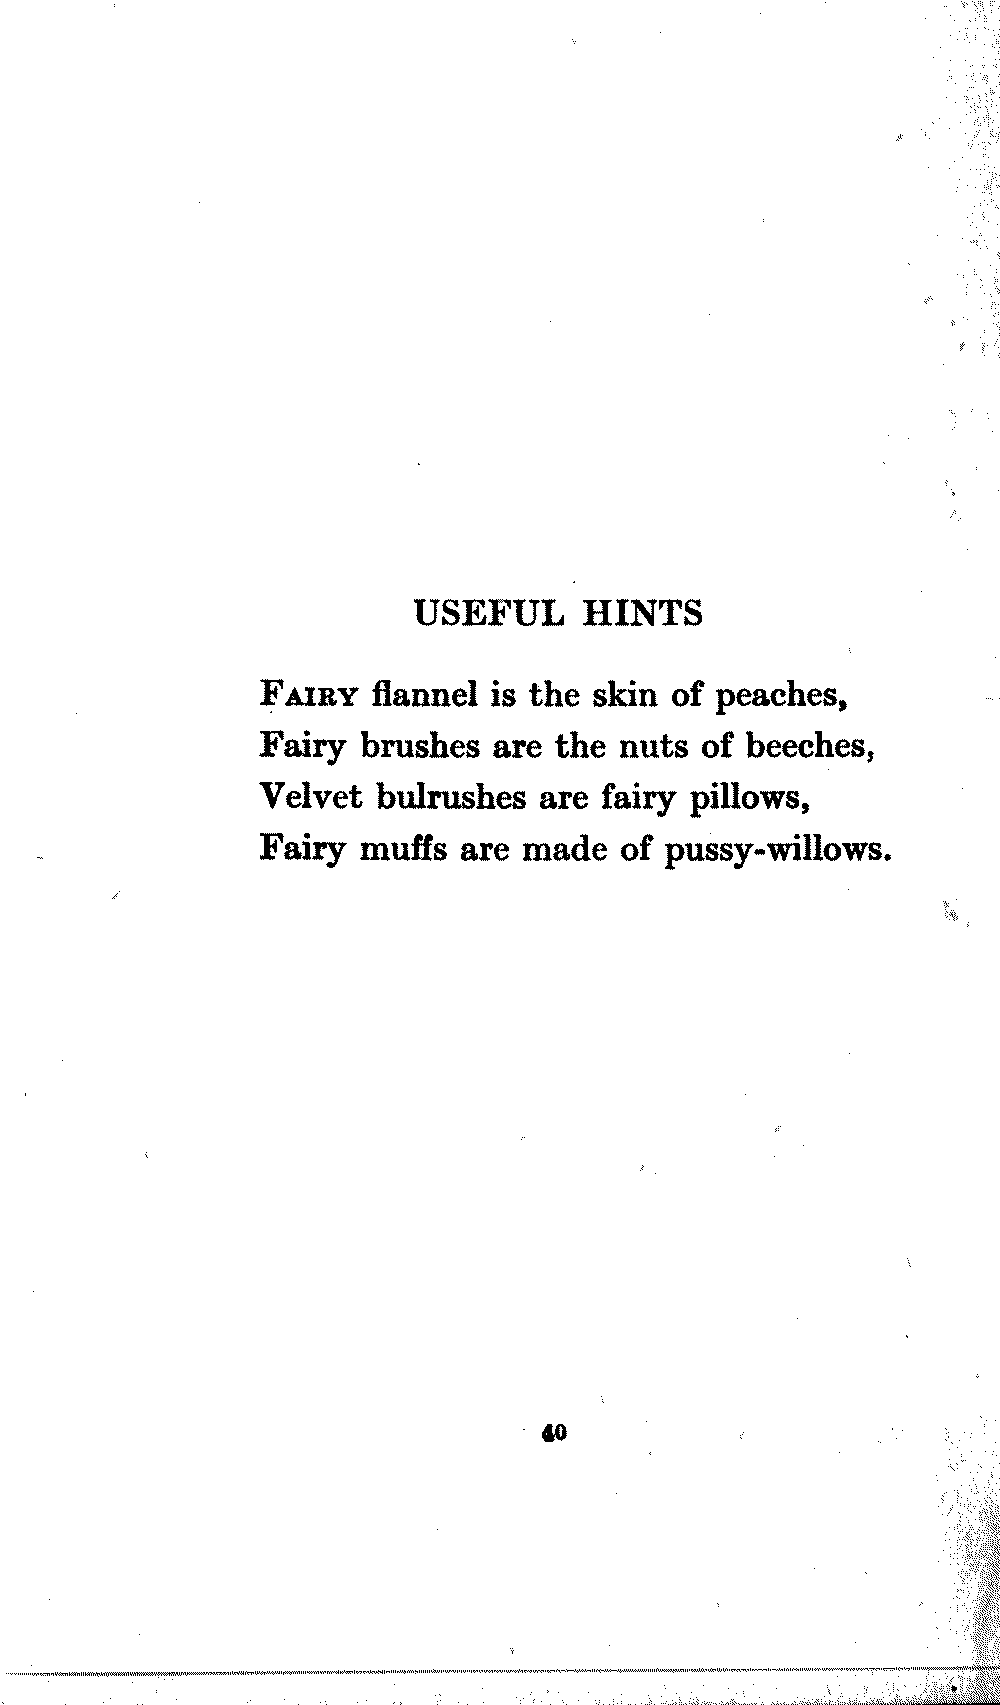 USEFUL HINTS
FAIRY flannel is the skin of peaches,
Fairy brushes are the nuts of beeches,
Velvet bulrushes are fairy pillows,
Fairy muffs are made of pussy-willows.
40